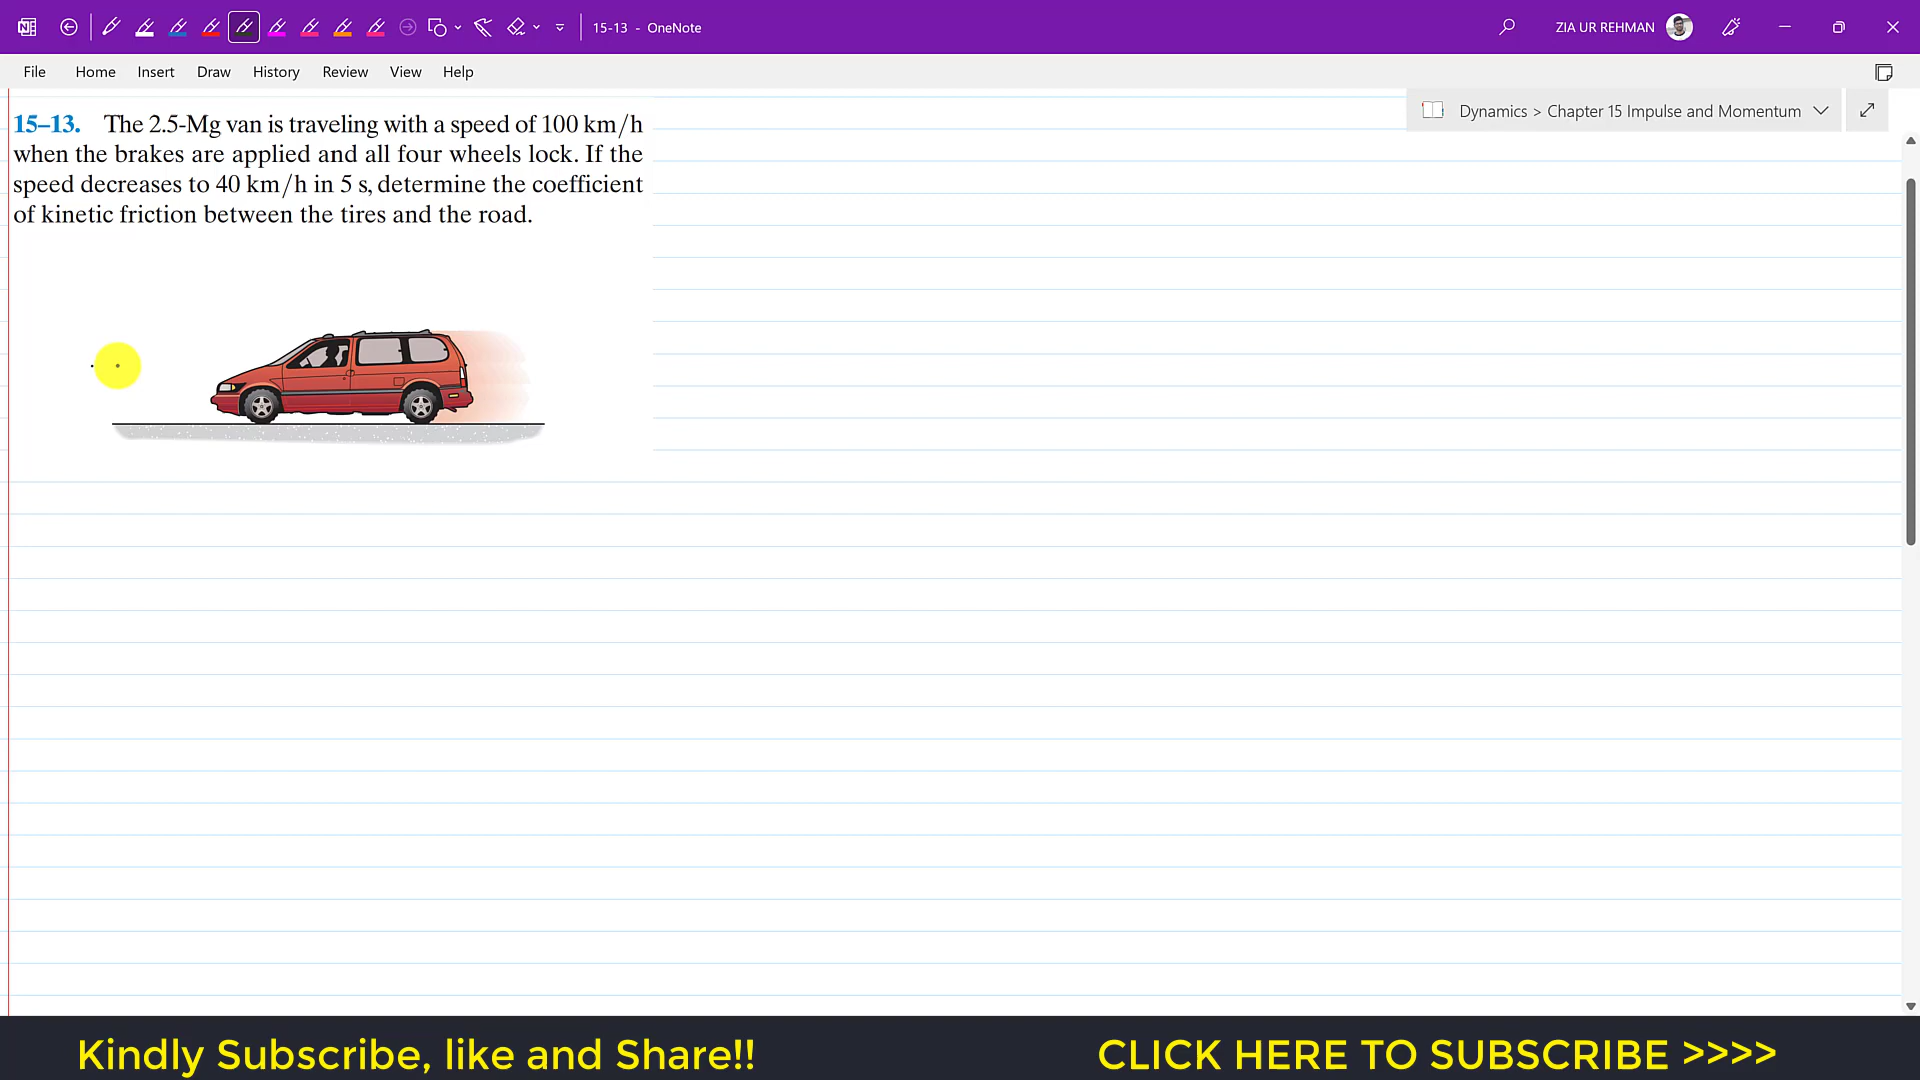 15-13 - OneNote
ZIA UR REHMAN
File Home Insert Draw History Review View Help
Dynamics > Chapter 15 Impulse and Momentum
15–13. The 2.5-Mg van is traveling with a speed of 100 km/h
when the brakes are applied and all four wheels lock. If the
speed decreases to 40 km/h in 5 s, determine the coefficient
of kinetic friction between the tires and the road.
Kindly Subscribe, like and Share!!
CLICK HERE TO SUBSCRIBE >>>>